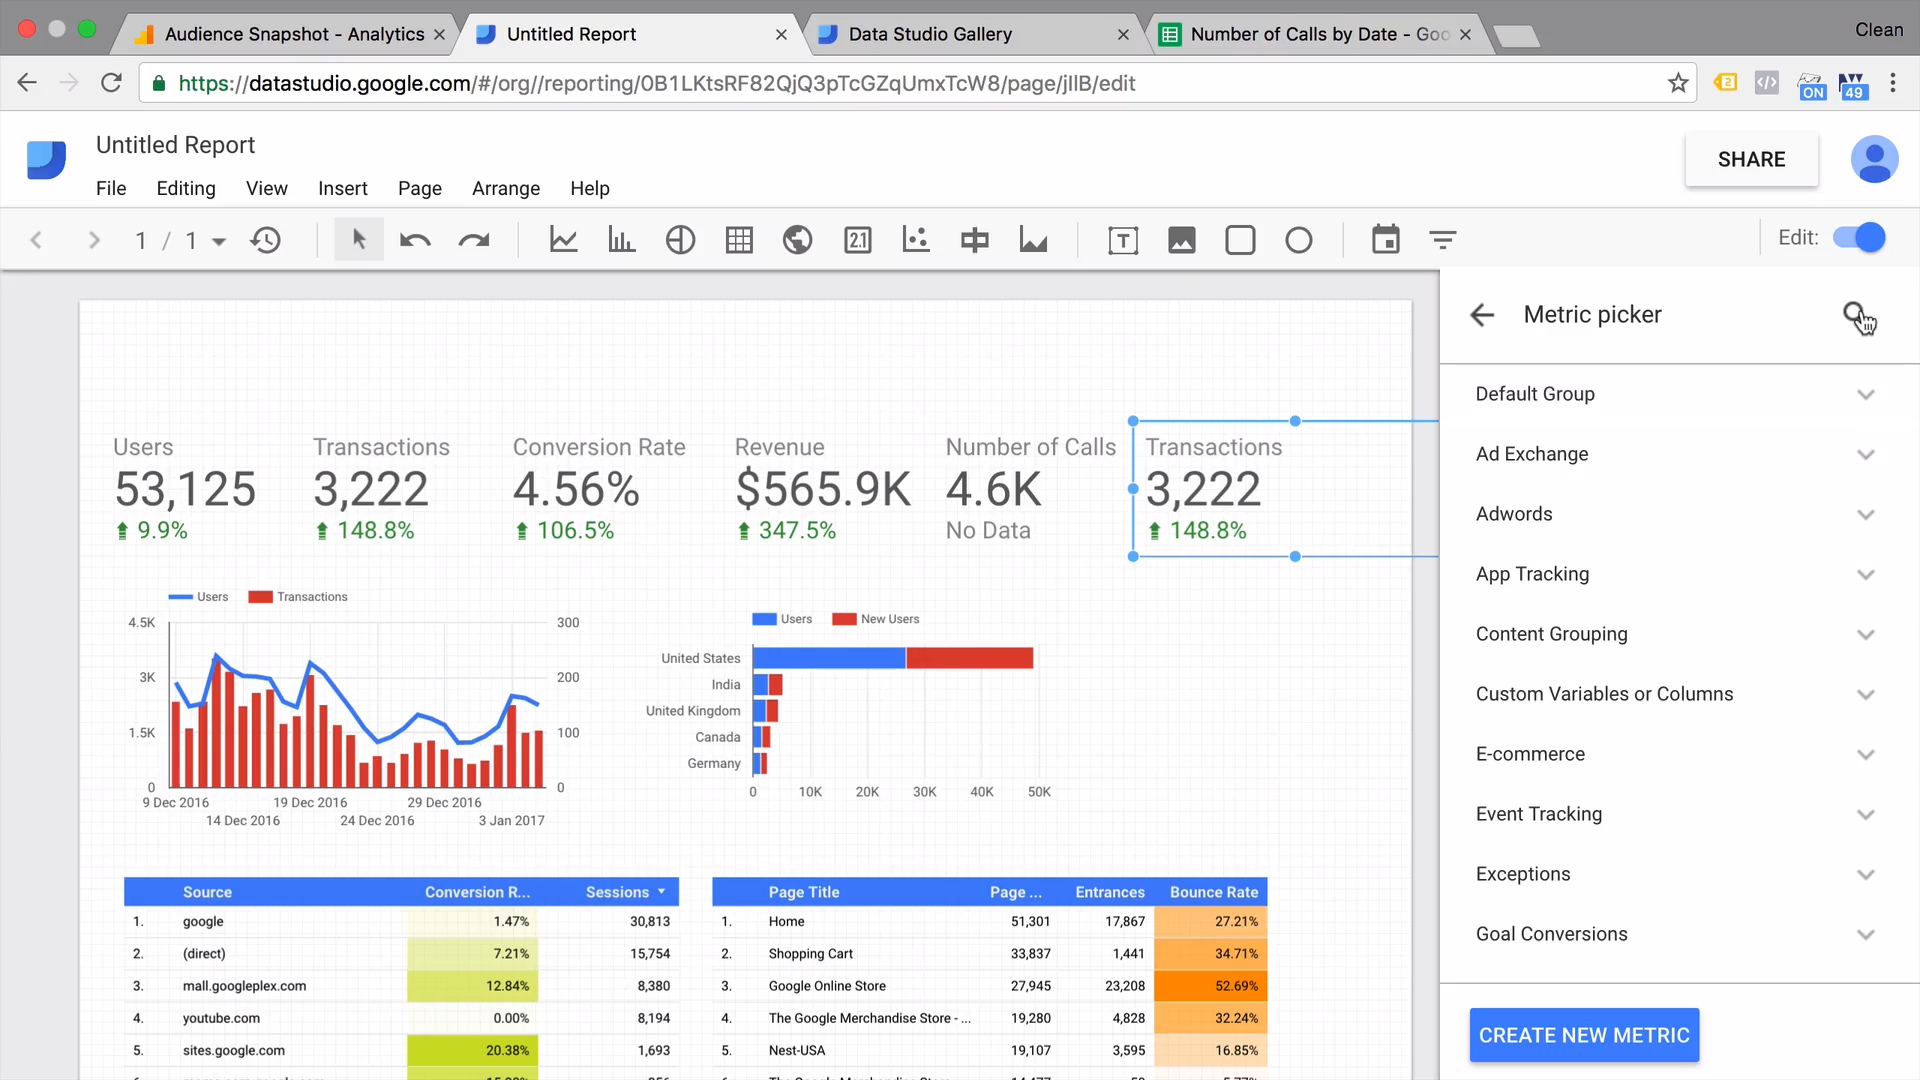 Audience Snapshot - Analytics
Untitled Report
Data Studio Gallery
Number of Calls by Date - Goo
Clean
https://datastudio.google.com/#/org//reporting/0B1LKtsRF82QjQ3pTcGZqUmxTcW8/page/jllB/edit
2
ON
49
Untitled Report
SHARE
File Editing View Insert Page Arrange Help
1 / 1
2.1
T
Edit:
Metric picker
Default Group
Ad Exchange
Adwords
App Tracking
Content Grouping
Custom Variables or Columns
E-commerce
Event Tracking
Exceptions
Goal Conversions
CREATE NEW METRIC
Users Transactions Conversion Rate Revenue Number of Calls Transactions
53,125 3,222 4.56% $565.9K 4.6K 3,222
9.9% 148.8% 106.5% 347.5% No Data 148.8%
Users Transactions
4.5K 300
3K 200
1.5K 100
0 0
9 Dec 2016 19 Dec 2016 29 Dec 2016
14 Dec 2016 24 Dec 2016 3 Jan 2017
Users New Users
United States
India
United Kingdom
Canada
Germany
0 10K 20K 30K 40K 50K
Source Conversion R... Sessions
1. google 1.47% 30,813
2. (direct) 7.21% 15,754
3. mall.googleplex.com 12.84% 8,380
4. youtube.com 0.00% 8,194
5. sites.google.com 20.38% 1,693
Page Title Page ... Entrances Bounce Rate
1. Home 51,301 17,867 27.21%
2. Shopping Cart 33,837 1,441 34.71%
3. Google Online Store 27,945 23,208 52.69%
4. The Google Merchandise Store - ... 19,280 4,828 32.24%
5. Nest-USA 19,107 3,595 16.85%